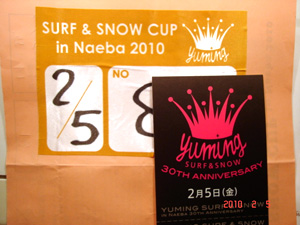 SURF & SNOW CUP
in Naeba 2010
yuming
2/5
NO
yuming
SURF&SNOW
30TH ANNIVERSARY
2月5日(金)
2010 2 5
YUMING SURF&SNOW
in Naeba 30TH ANNIVERSARY